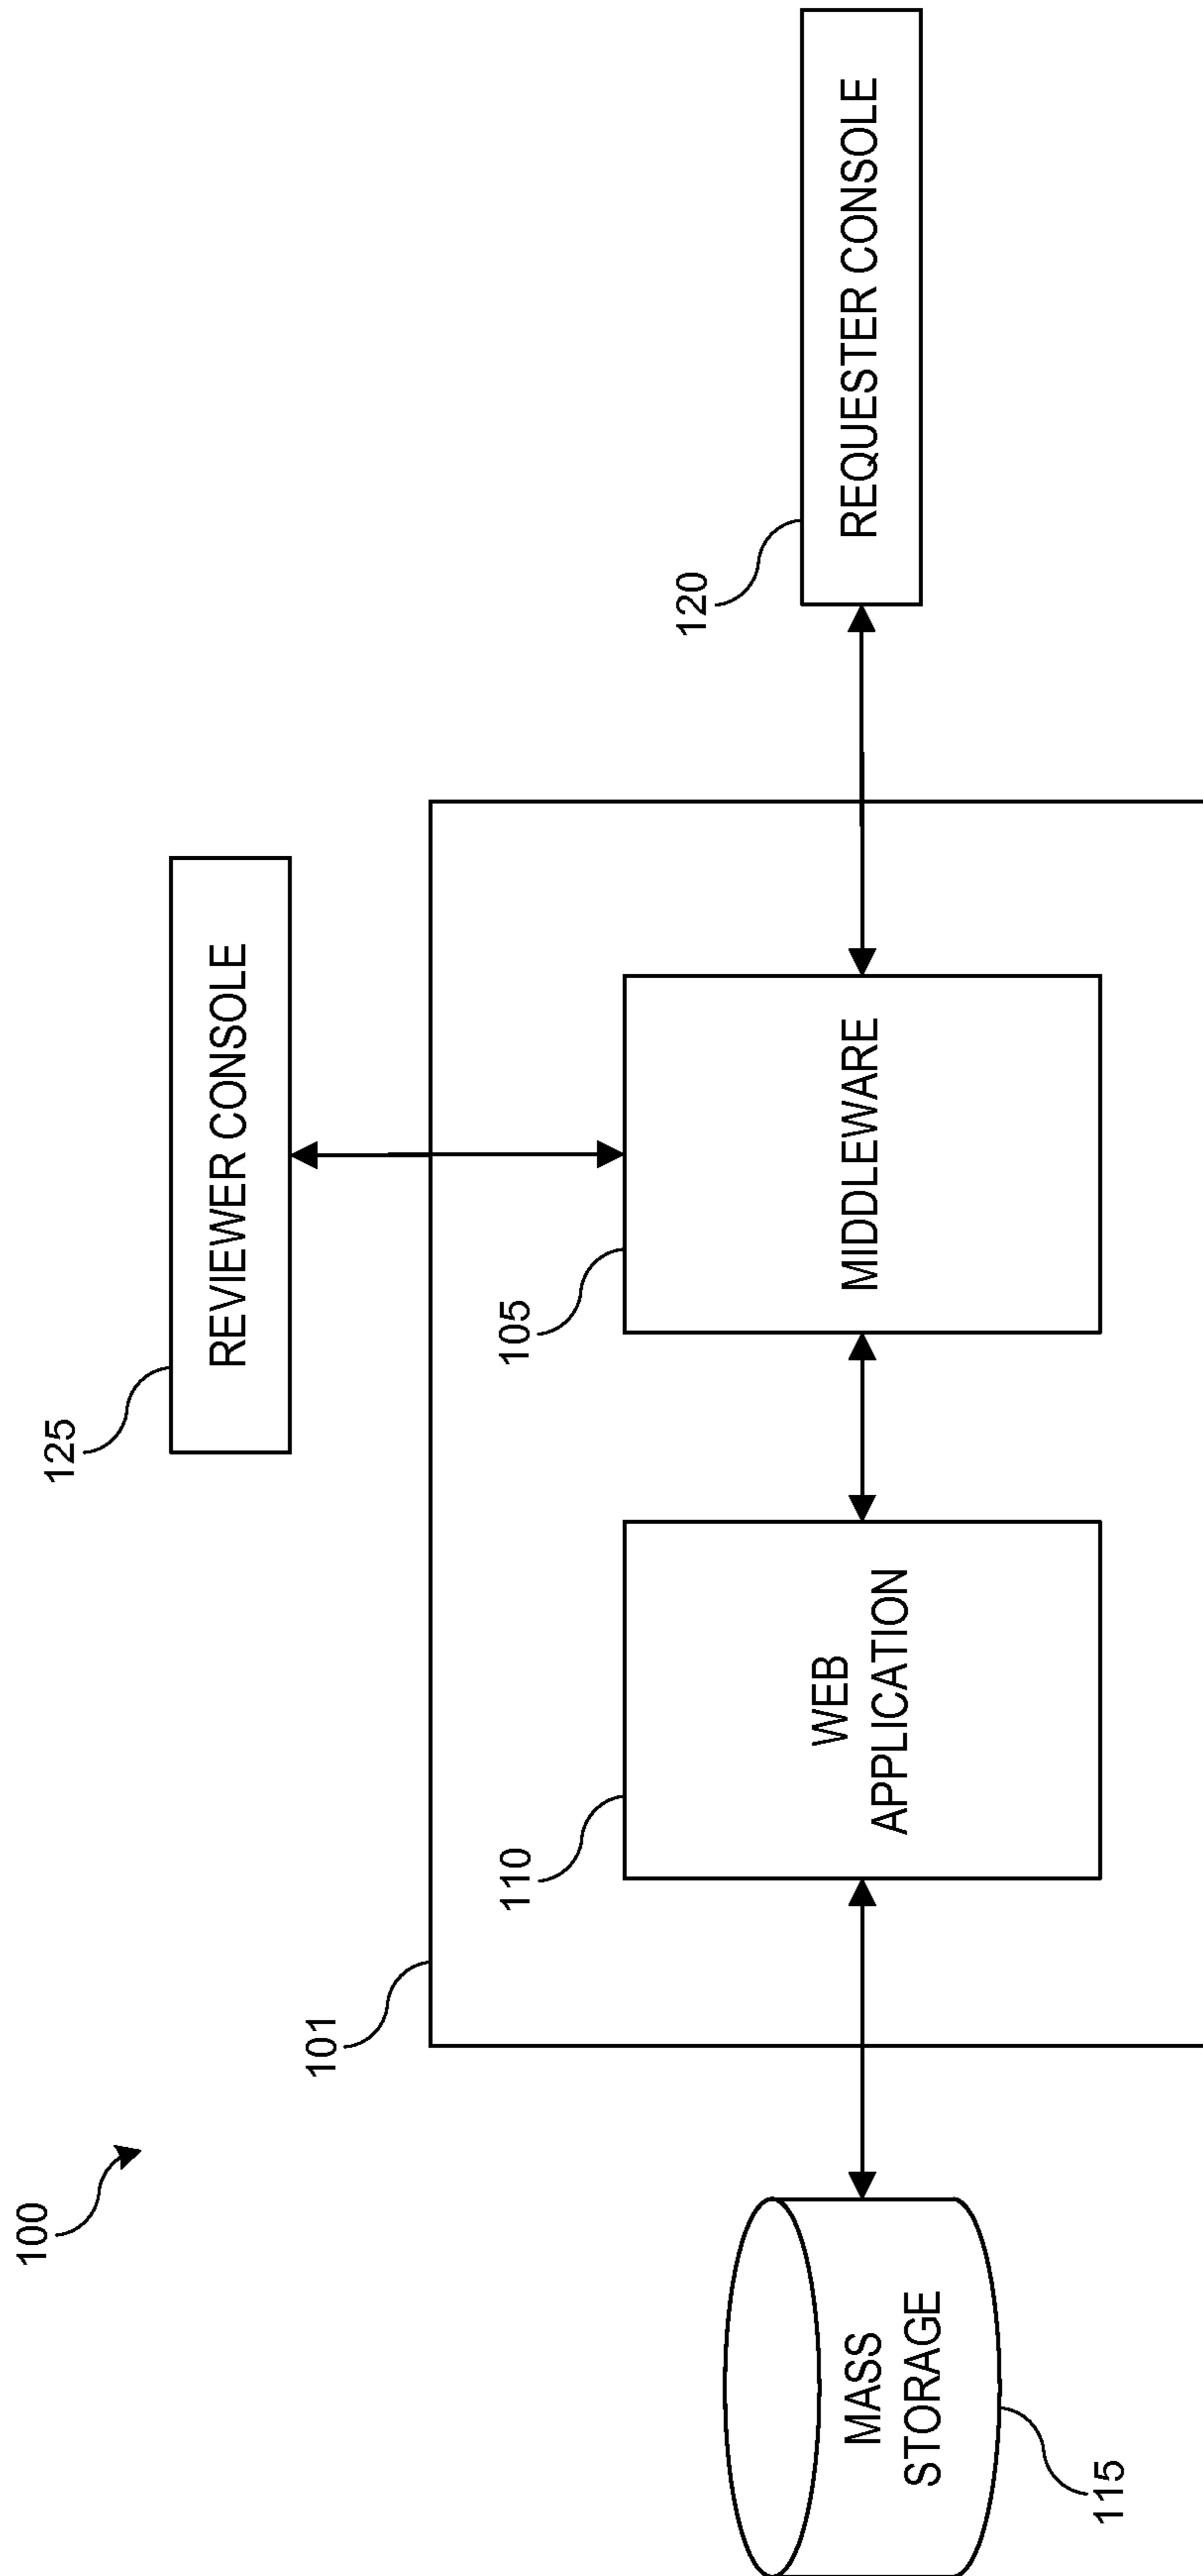 100
125
REVIEWER CONSOLE
101
110
WEB
APPLICATION
105
MIDDLEWARE
120
REQUESTER CONSOLE
MASS
STORAGE
115